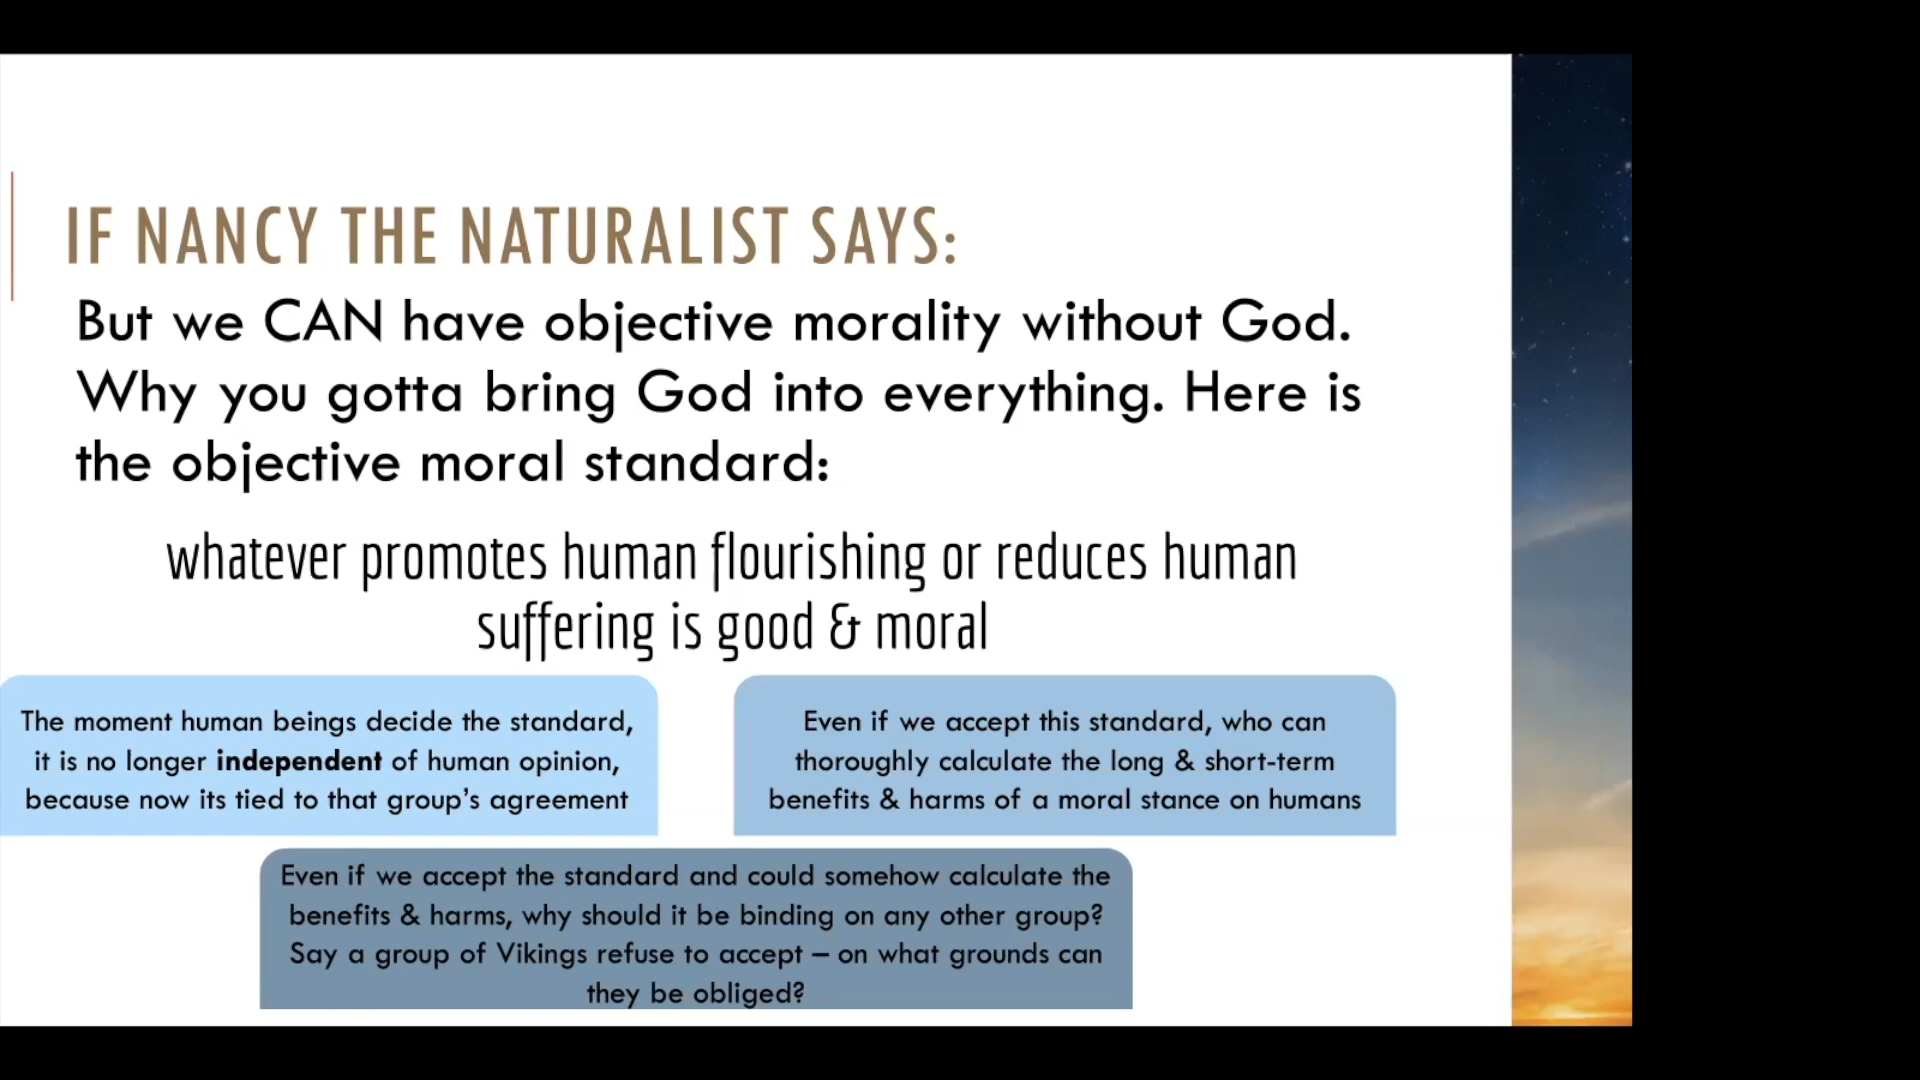 IF NANCY THE NATURALIST SAYS:
But we CAN have objective morality without God.
Why you gotta bring God into everything. Here is
the objective moral standard:
whatever promotes human flourishing or reduces human
suffering is good & moral
The moment human beings decide the standard,
it is no longer independent of human opinion,
because now its tied to that group's agreement
Even if we accept this standard, who can
thoroughly calculate the long & short-term
benefits & harms of a moral stance on humans
Even if we accept the standard and could somehow calculate the
benefits & harms, why should it be binding on any other group?
Say a group of Vikings refuse to accept – on what grounds can
they be obliged?